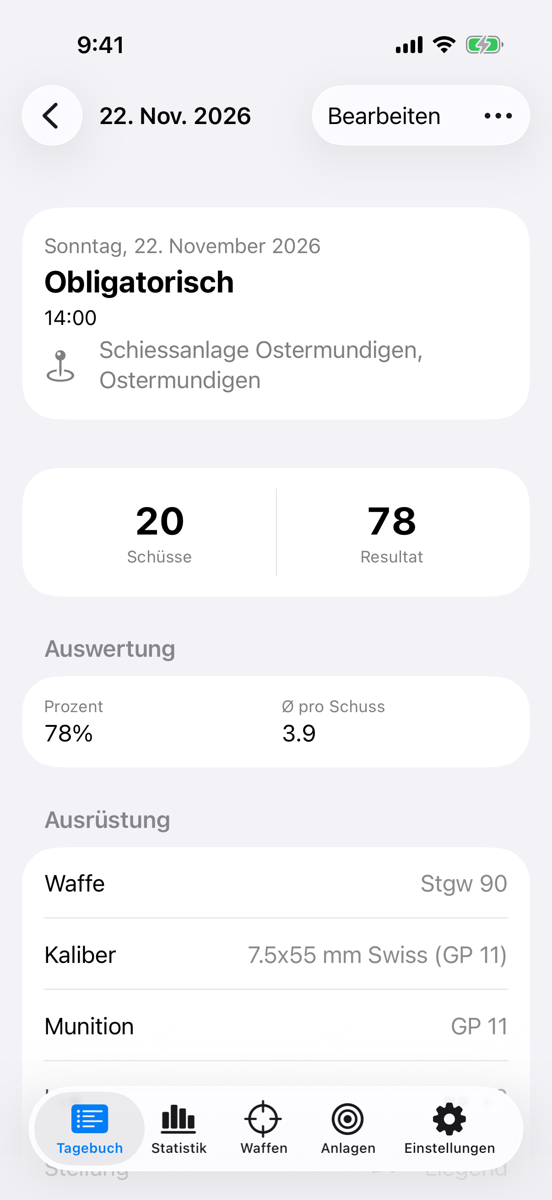 9:41
22. Nov. 2026
Bearbeiten
Sonntag, 22. November 2026
Obligatorisch
14:00
Schiessanlage Ostermundigen,
Ostermundigen
20
Schüsse
78
Resultat
Auswertung
Prozent
78%
Ø pro Schuss
3.9
Ausrüstung
Waffe
Stgw 90
Kaliber
7.5x55 mm Swiss (GP 11)
Munition
GP 11
Tagebuch
Statistik
Waffen
Anlagen
Einstellungen
Stellung
Liegend